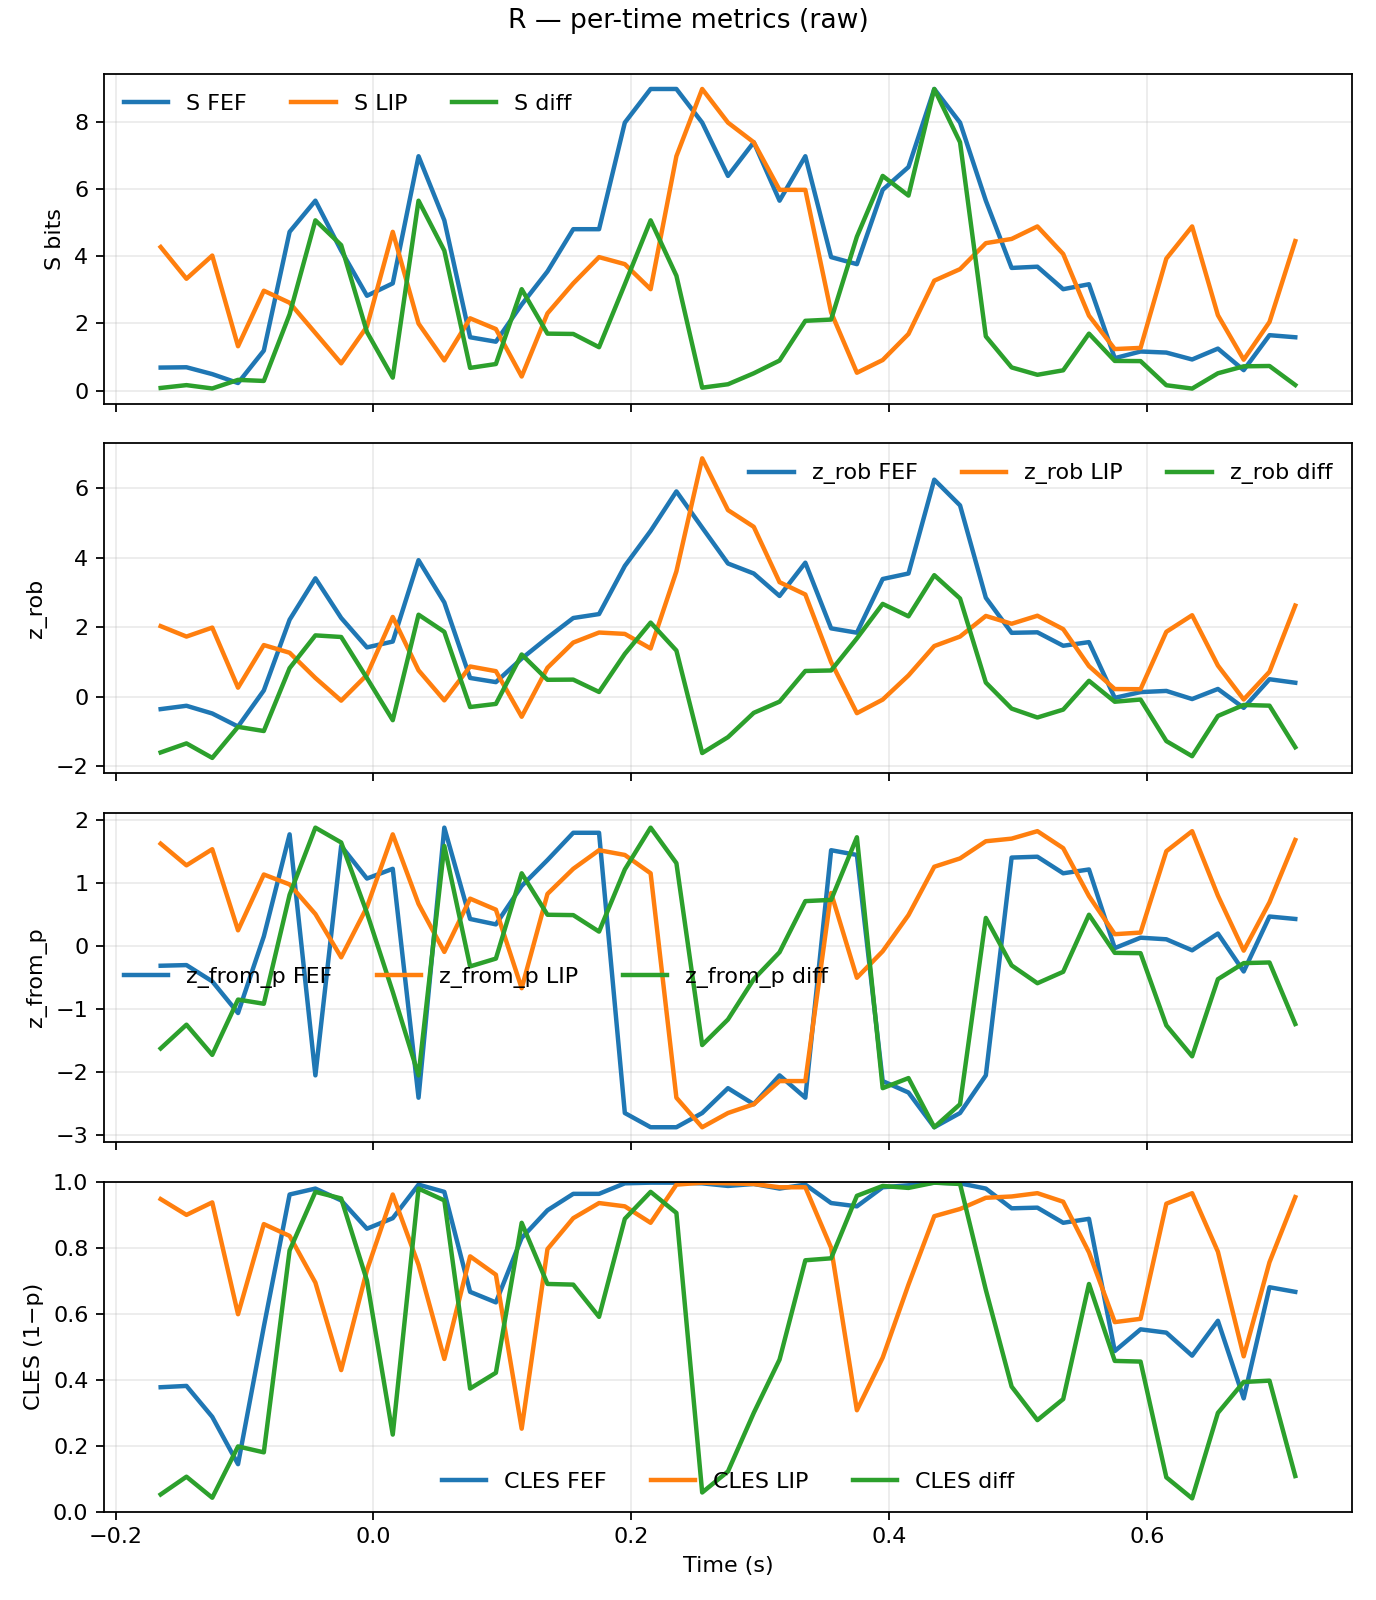 R — per-time metrics (raw)
S FEF S LIP S diff
S bits
8
6
4
2
0
z_rob FEF z_rob LIP z_rob diff
z_rob
6
4
2
0
−2
z_from_p FEF z_from_p LIP z_from_p diff
z_from_p
2
1
0
−1
−2
−3
CLES FEF CLES LIP CLES diff
CLES (1−p)
1.0
0.8
0.6
0.4
0.2
0.0
−0.2 0.0 0.2 0.4 0.6
Time (s)